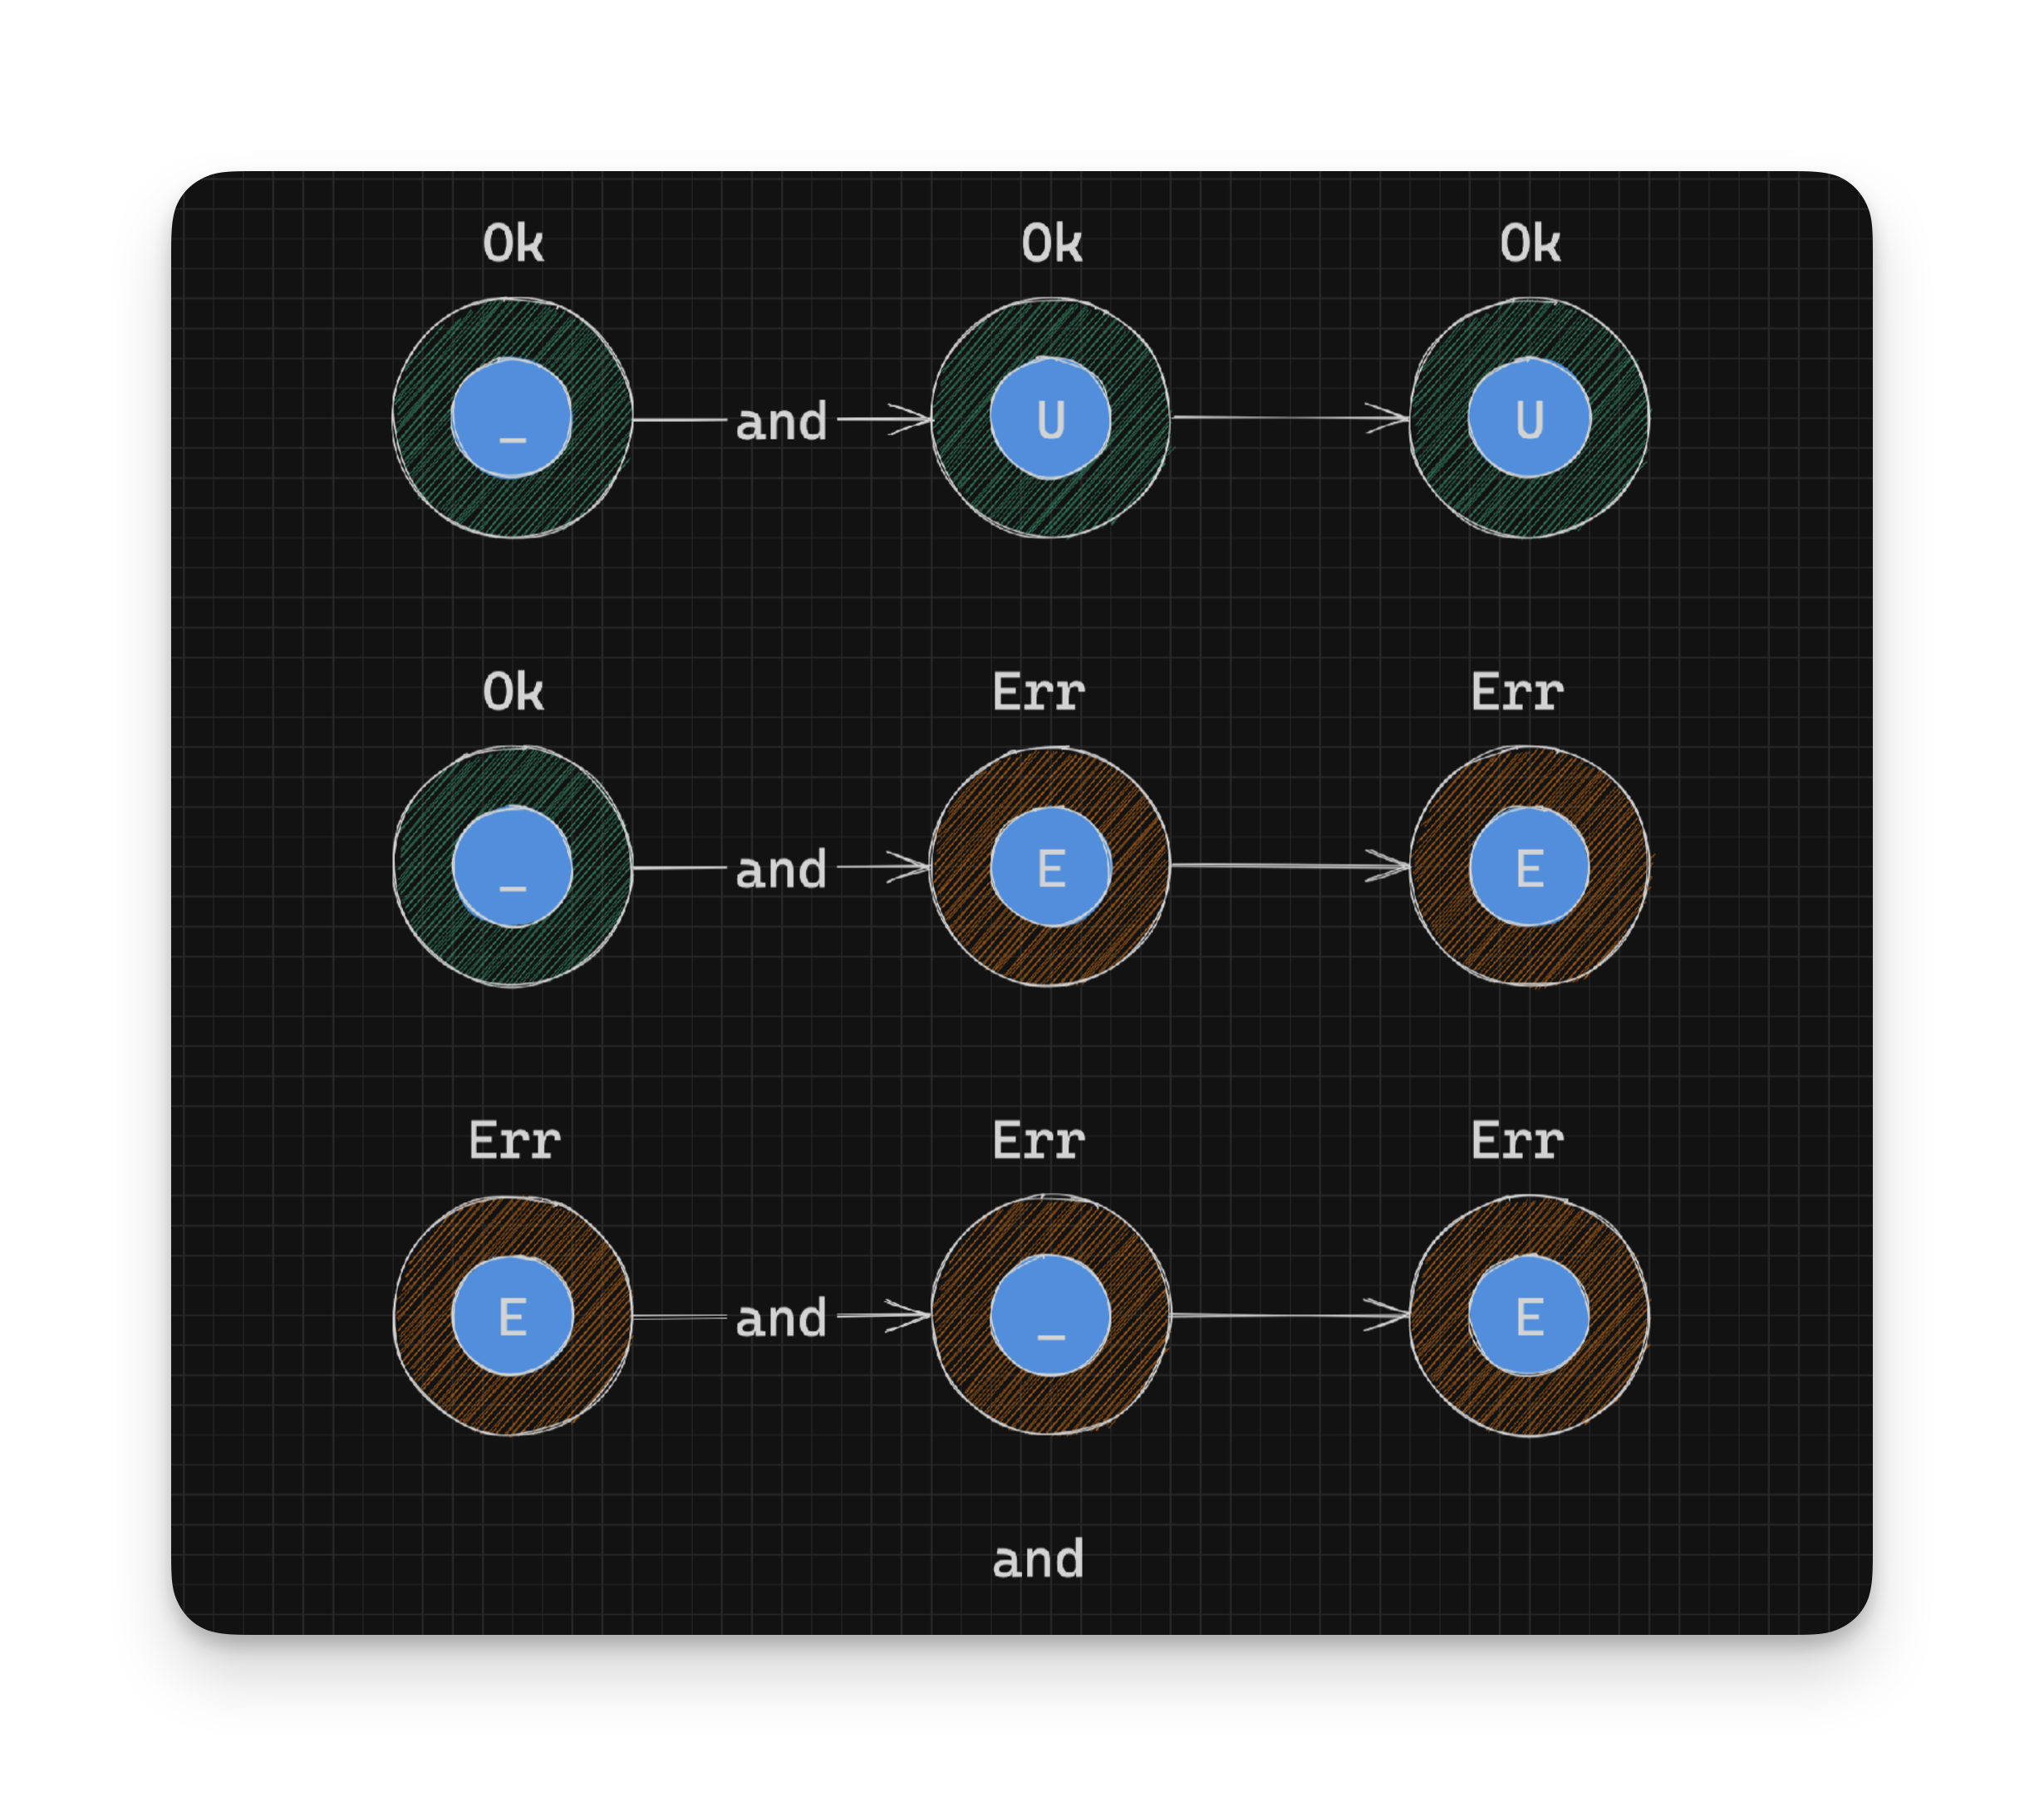 Ok Ok Ok
_ and U U
Ok Err Err
_ and E E
Err Err Err
E and _ E
and